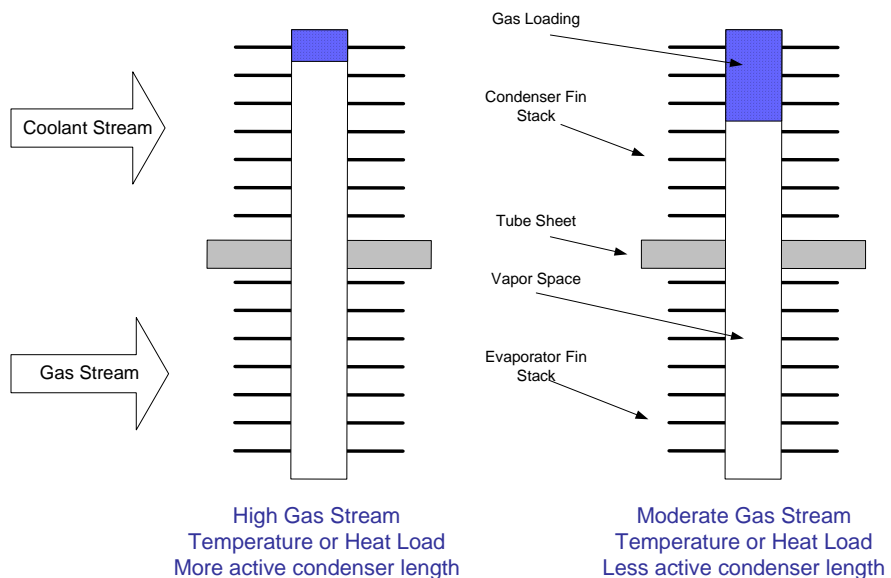 Gas Loading
Condenser Fin
Stack
Coolant Stream
Tube Sheet
Vapor Space
Evaporator Fin
Stack
Gas Stream
High Gas Stream
Temperature or Heat Load
More active condenser length
Moderate Gas Stream
Temperature or Heat Load
Less active condenser length